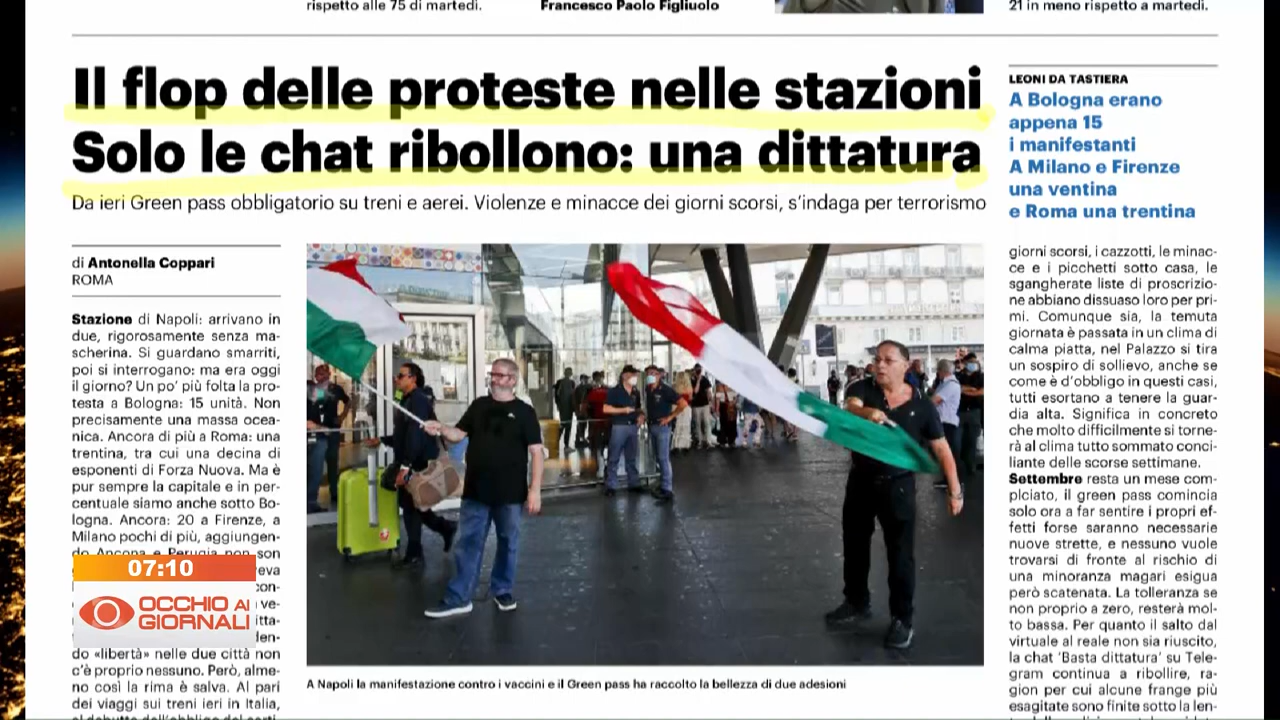 rispetto alle 75 di martedì.
Francesco Paolo Figliuolo
21 in meno rispetto a martedì.
Il flop delle proteste nelle stazioni
Solo le chat ribollono: una dittatura
Da ieri Green pass obbligatorio su treni e aerei. Violenze e minacce dei giorni scorsi, s'indaga per terrorismo
di Antonella Coppari
ROMA
Stazione di Napoli: arrivano in
due, rigorosamente senza ma-
scherina. Si guardano smarriti,
poi si interrogano: ma era oggi
il giorno? Un po' più folta la pro-
testa a Bologna: 15 unità. Non
precisamente una massa ocea-
nica. Ancora di più a Roma: una
trentina, tra cui una decina di
esponenti di Forza Nuova. Ma è
pur sempre la capitale e in per-
centuale siamo anche sotto Bo-
logna. Ancora: 20 a Firenze, a
Milano pochi di più, aggiungen-
do Ancona e Perugia non son
do «libertà» nelle due città non
c'è proprio nessuno. Però, alme-
no così la rima è salva. Al pari
dei viaggi sui treni ieri in Italia,
07:10
OCCHIO AI
GIORNALI
A Napoli la manifestazione contro i vaccini e il Green pass ha raccolto la bellezza di due adesioni
LEONI DA TASTIERA
A Bologna erano
appena 15
i manifestanti
A Milano e Firenze
una ventina
e Roma una trentina
giorni scorsi, i cazzotti, le minac-
ce e i picchetti sotto casa, le
sgangherate liste di proscrizio-
ne abbiano dissuaso loro per pri-
mi. Comunque sia, la temuta
giornata è passata in un clima di
calma piatta, nel Palazzo si tira
un sospiro di sollievo, anche se
come è d'obbligo in questi casi,
tutti esortano a tenere la guar-
dia alta. Significa in concreto
che molto difficilmente si torne-
rà al clima tutto sommato conci-
liante delle scorse settimane.
Settembre resta un mese com-
plciato, il green pass comincia
solo ora a far sentire i propri ef-
fetti forse saranno necessarie
nuove strette, e nessuno vuole
trovarsi di fronte al rischio di
una minoranza magari esigua
però scatenata. La tolleranza se
non proprio a zero, resterà mol-
to bassa. Per quanto il salto dal
virtuale al reale non sia riuscito,
la chat 'Basta dittatura' su Tele-
gram continua a ribollire, ra-
gion per cui alcune frange più
esagitate sono finite sotto la len-